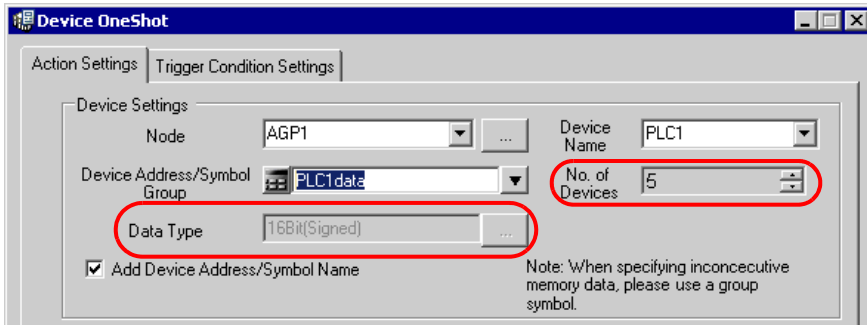 Device OneShot
Action Settings
Trigger Condition Settings
Device Settings
Node
AGP1
...
Device Name
PLC1
Device Address/Symbol Group
PLC1data
No. of Devices
5
Data Type
16Bit(Signed)
...
Add Device Address/Symbol Name
Note: When specifying inconcecutive
memory data, please use a group
symbol.